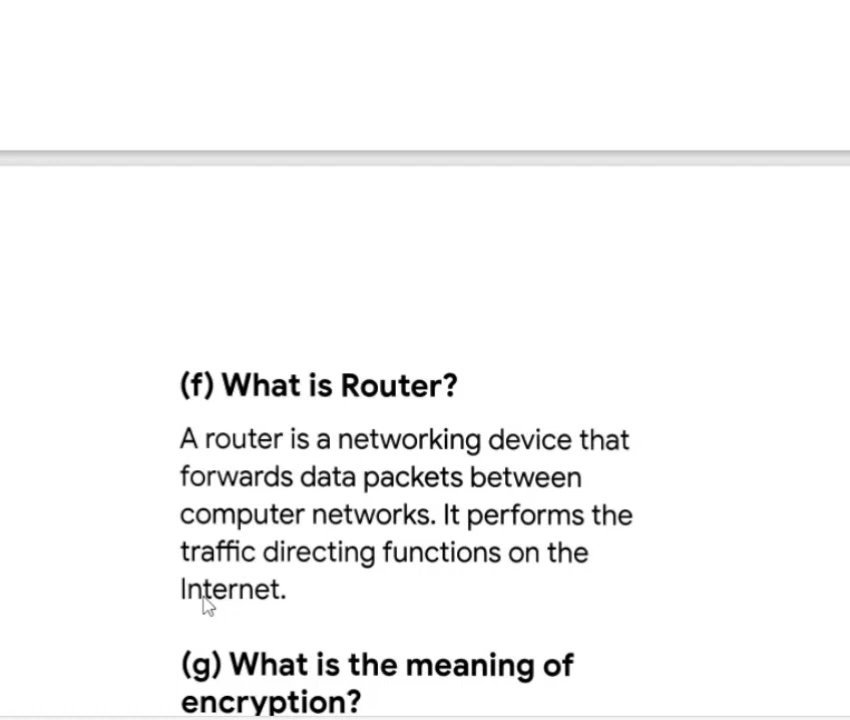 (f) What is Router?
A router is a networking device that
forwards data packets between
computer networks. It performs the
traffic directing functions on the
Internet.
(g) What is the meaning of
encryption?